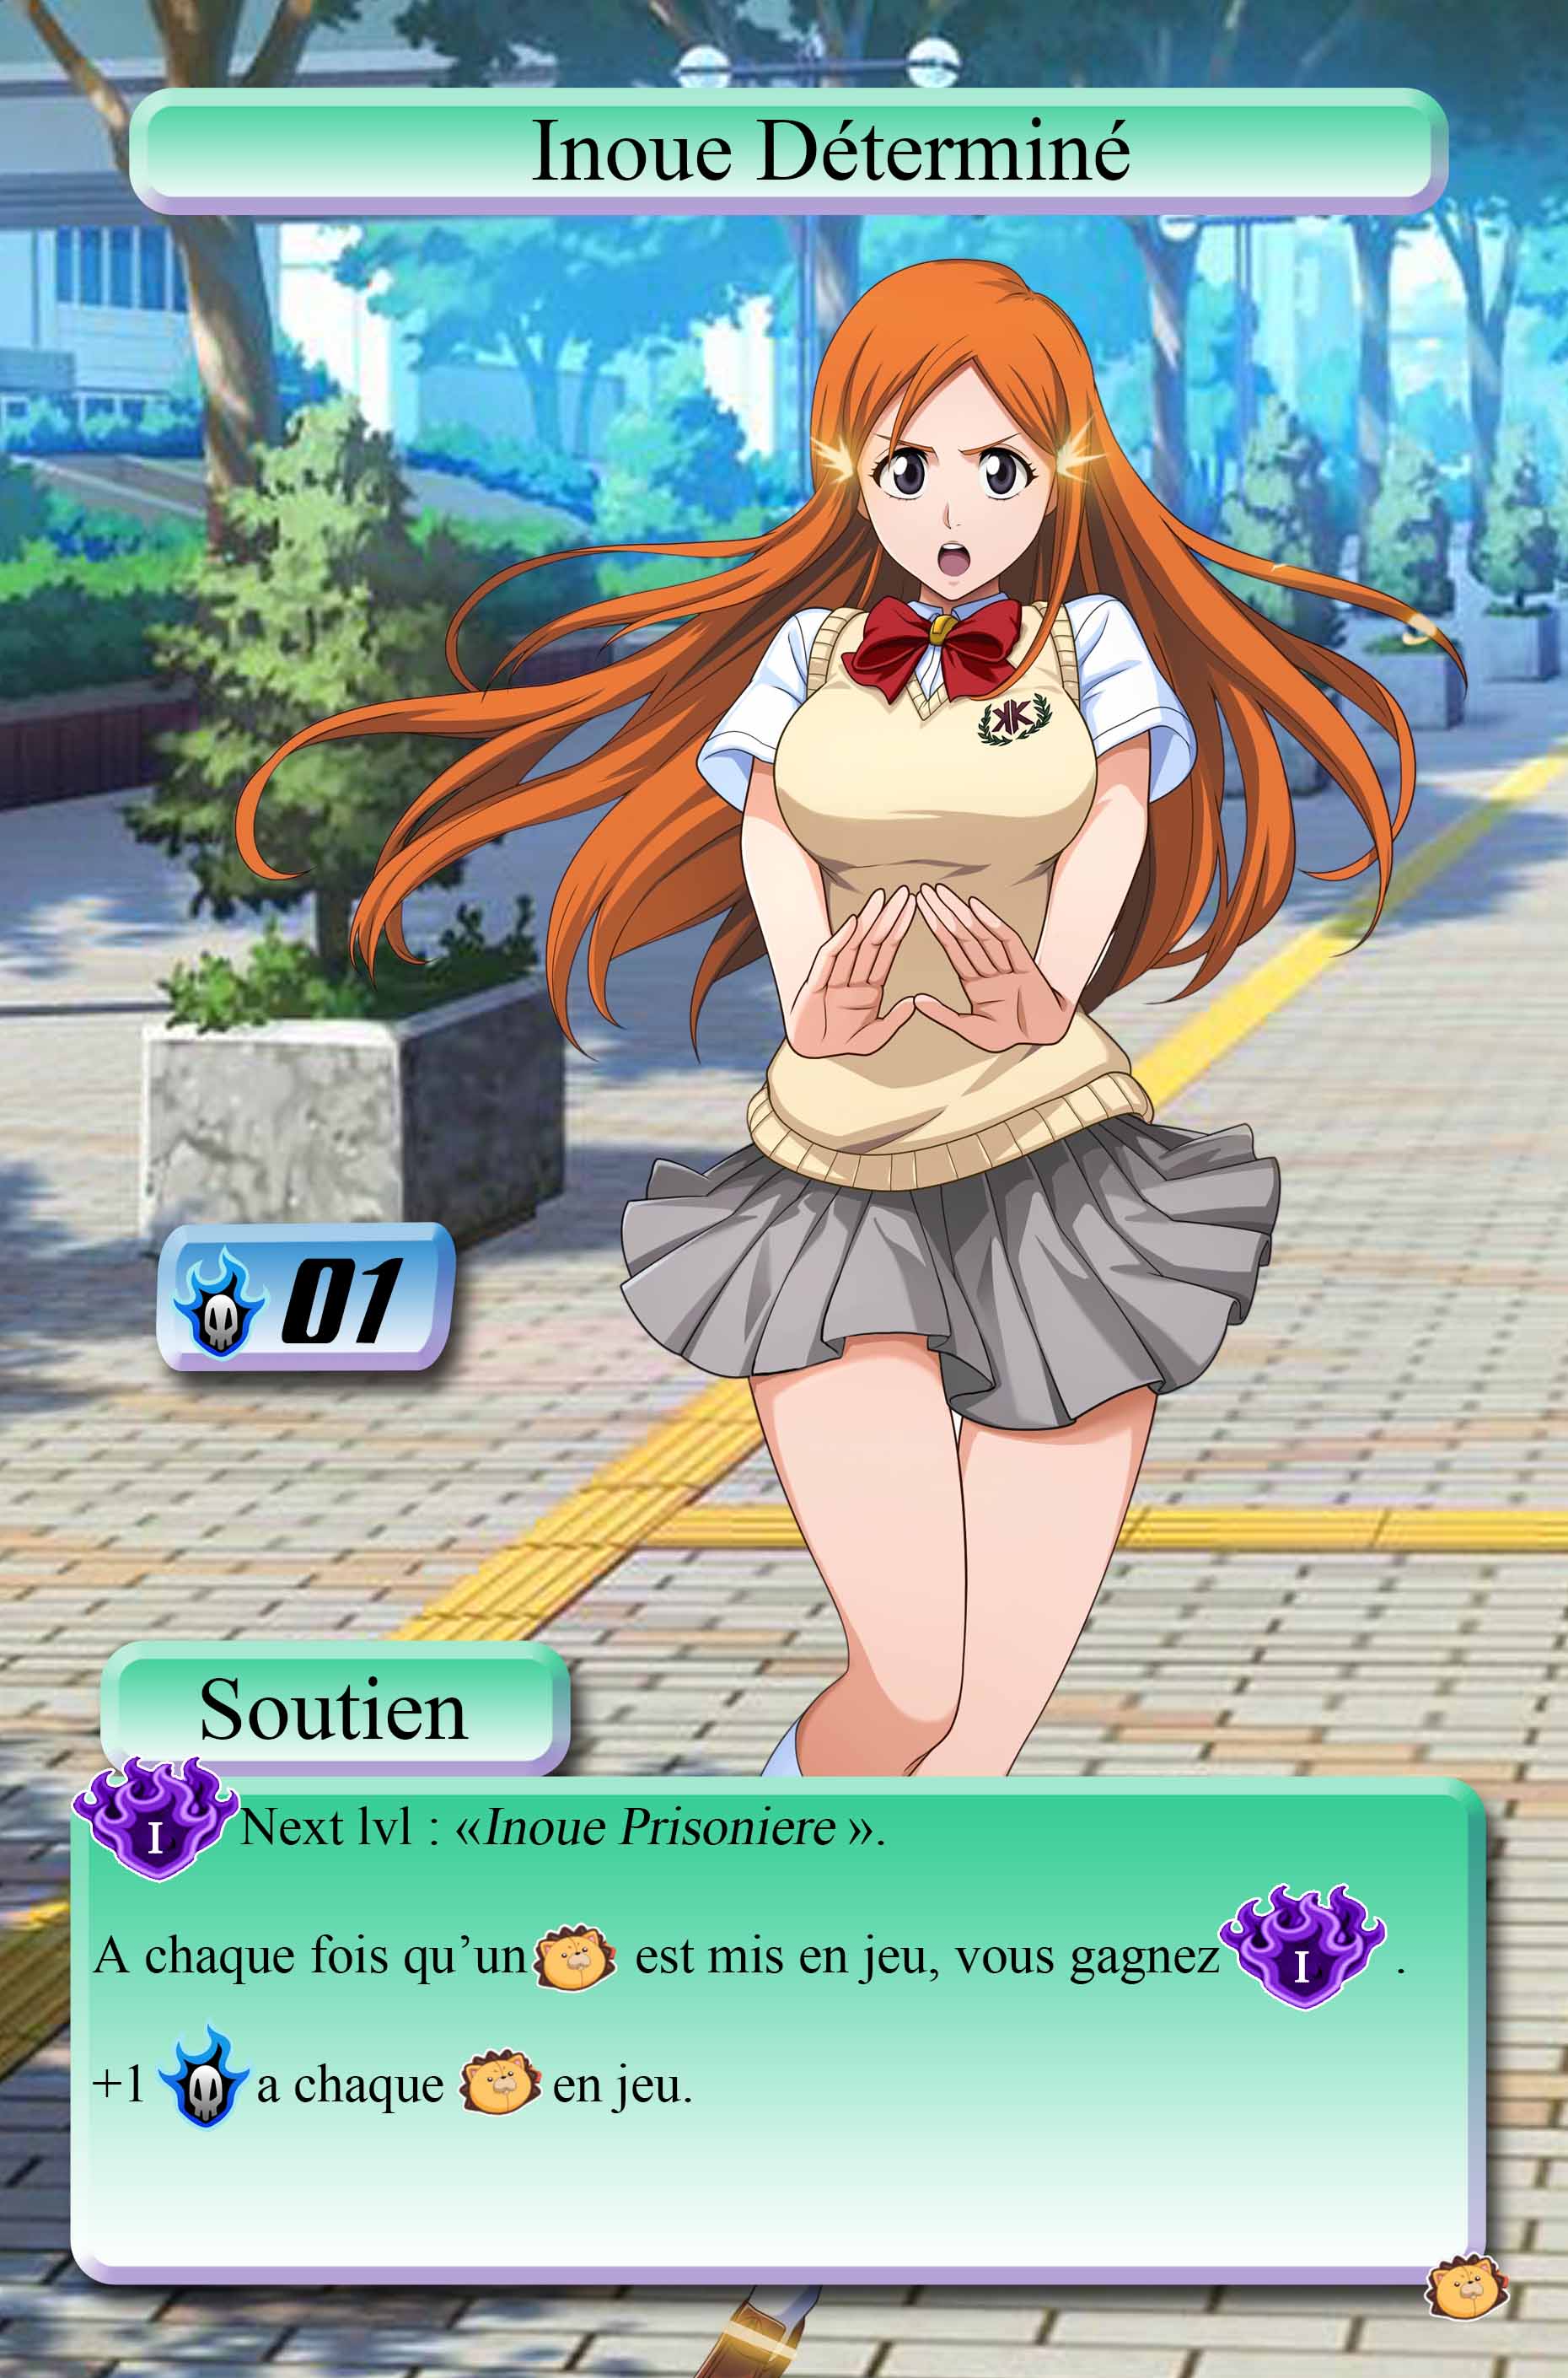 Inoue Déterminé
KK
01
Soutien
I Next lvl : «Inoue Prisoniere ».
A chaque fois qu’un est mis en jeu, vous gagnez I .
+1 a chaque en jeu.